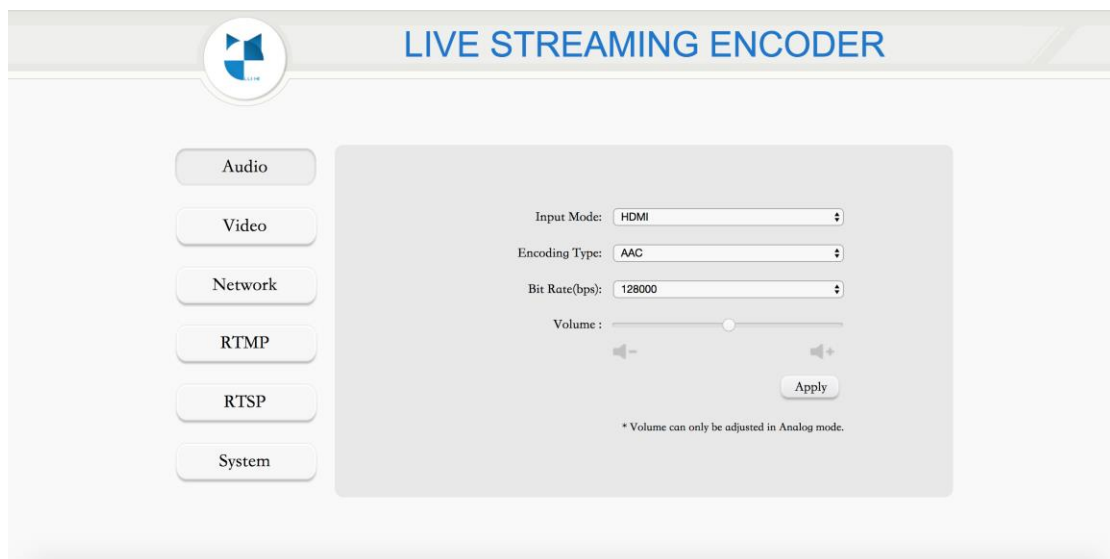 LIVE STREAMING ENCODER
Audio
Video
Network
RTMP
RTSP
System
Input Mode: HDMI
Encoding Type: AAC
Bit Rate(bps): 128000
Volume :
Apply
* Volume can only be adjusted in Analog mode.